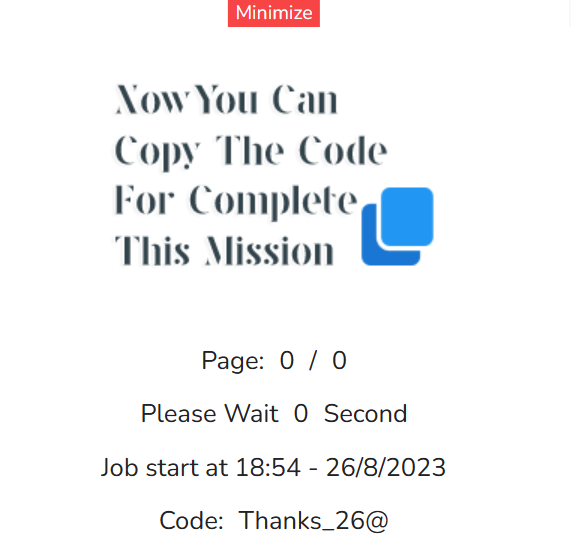 Minimize
Now You Can
Copy The Code
For Complete
This Mission
Page: 0 / 0
Please Wait 0 Second
Job start at 18:54 - 26/8/2023
Code: Thanks_26@